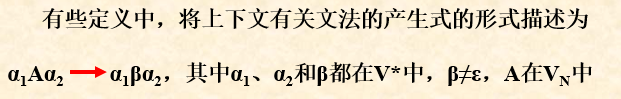 有些定义中，将上下文有关文法的产生式的形式描述为
α₁Aα₂→α₁βα₂，其中α₁、α₂和β都在V*中，β≠ε，A在V_N中